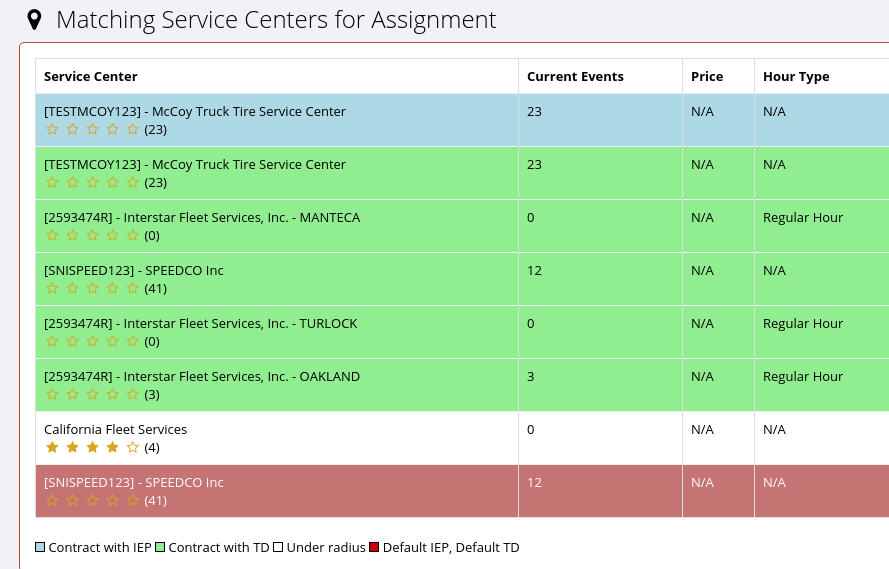 Matching Service Centers for Assignment
Service Center Current Events Price Hour Type
[TESTMCOY123] - McCoy Truck Tire Service Center 23 N/A N/A
(23)
[TESTMCOY123] - McCoy Truck Tire Service Center 23 N/A N/A
(23)
[2593474R] - Interstar Fleet Services, Inc. - MANTECA 0 N/A Regular Hour
(0)
[SNISPEED123] - SPEEDCO Inc 12 N/A N/A
(41)
[2593474R] - Interstar Fleet Services, Inc. - TURLOCK 0 N/A Regular Hour
(0)
[2593474R] - Interstar Fleet Services, Inc. - OAKLAND 3 N/A Regular Hour
(3)
California Fleet Services 0 N/A N/A
(4)
[SNISPEED123] - SPEEDCO Inc 12 N/A N/A
(41)
Contract with IEP Contract with TD Under radius Default IEP, Default TD